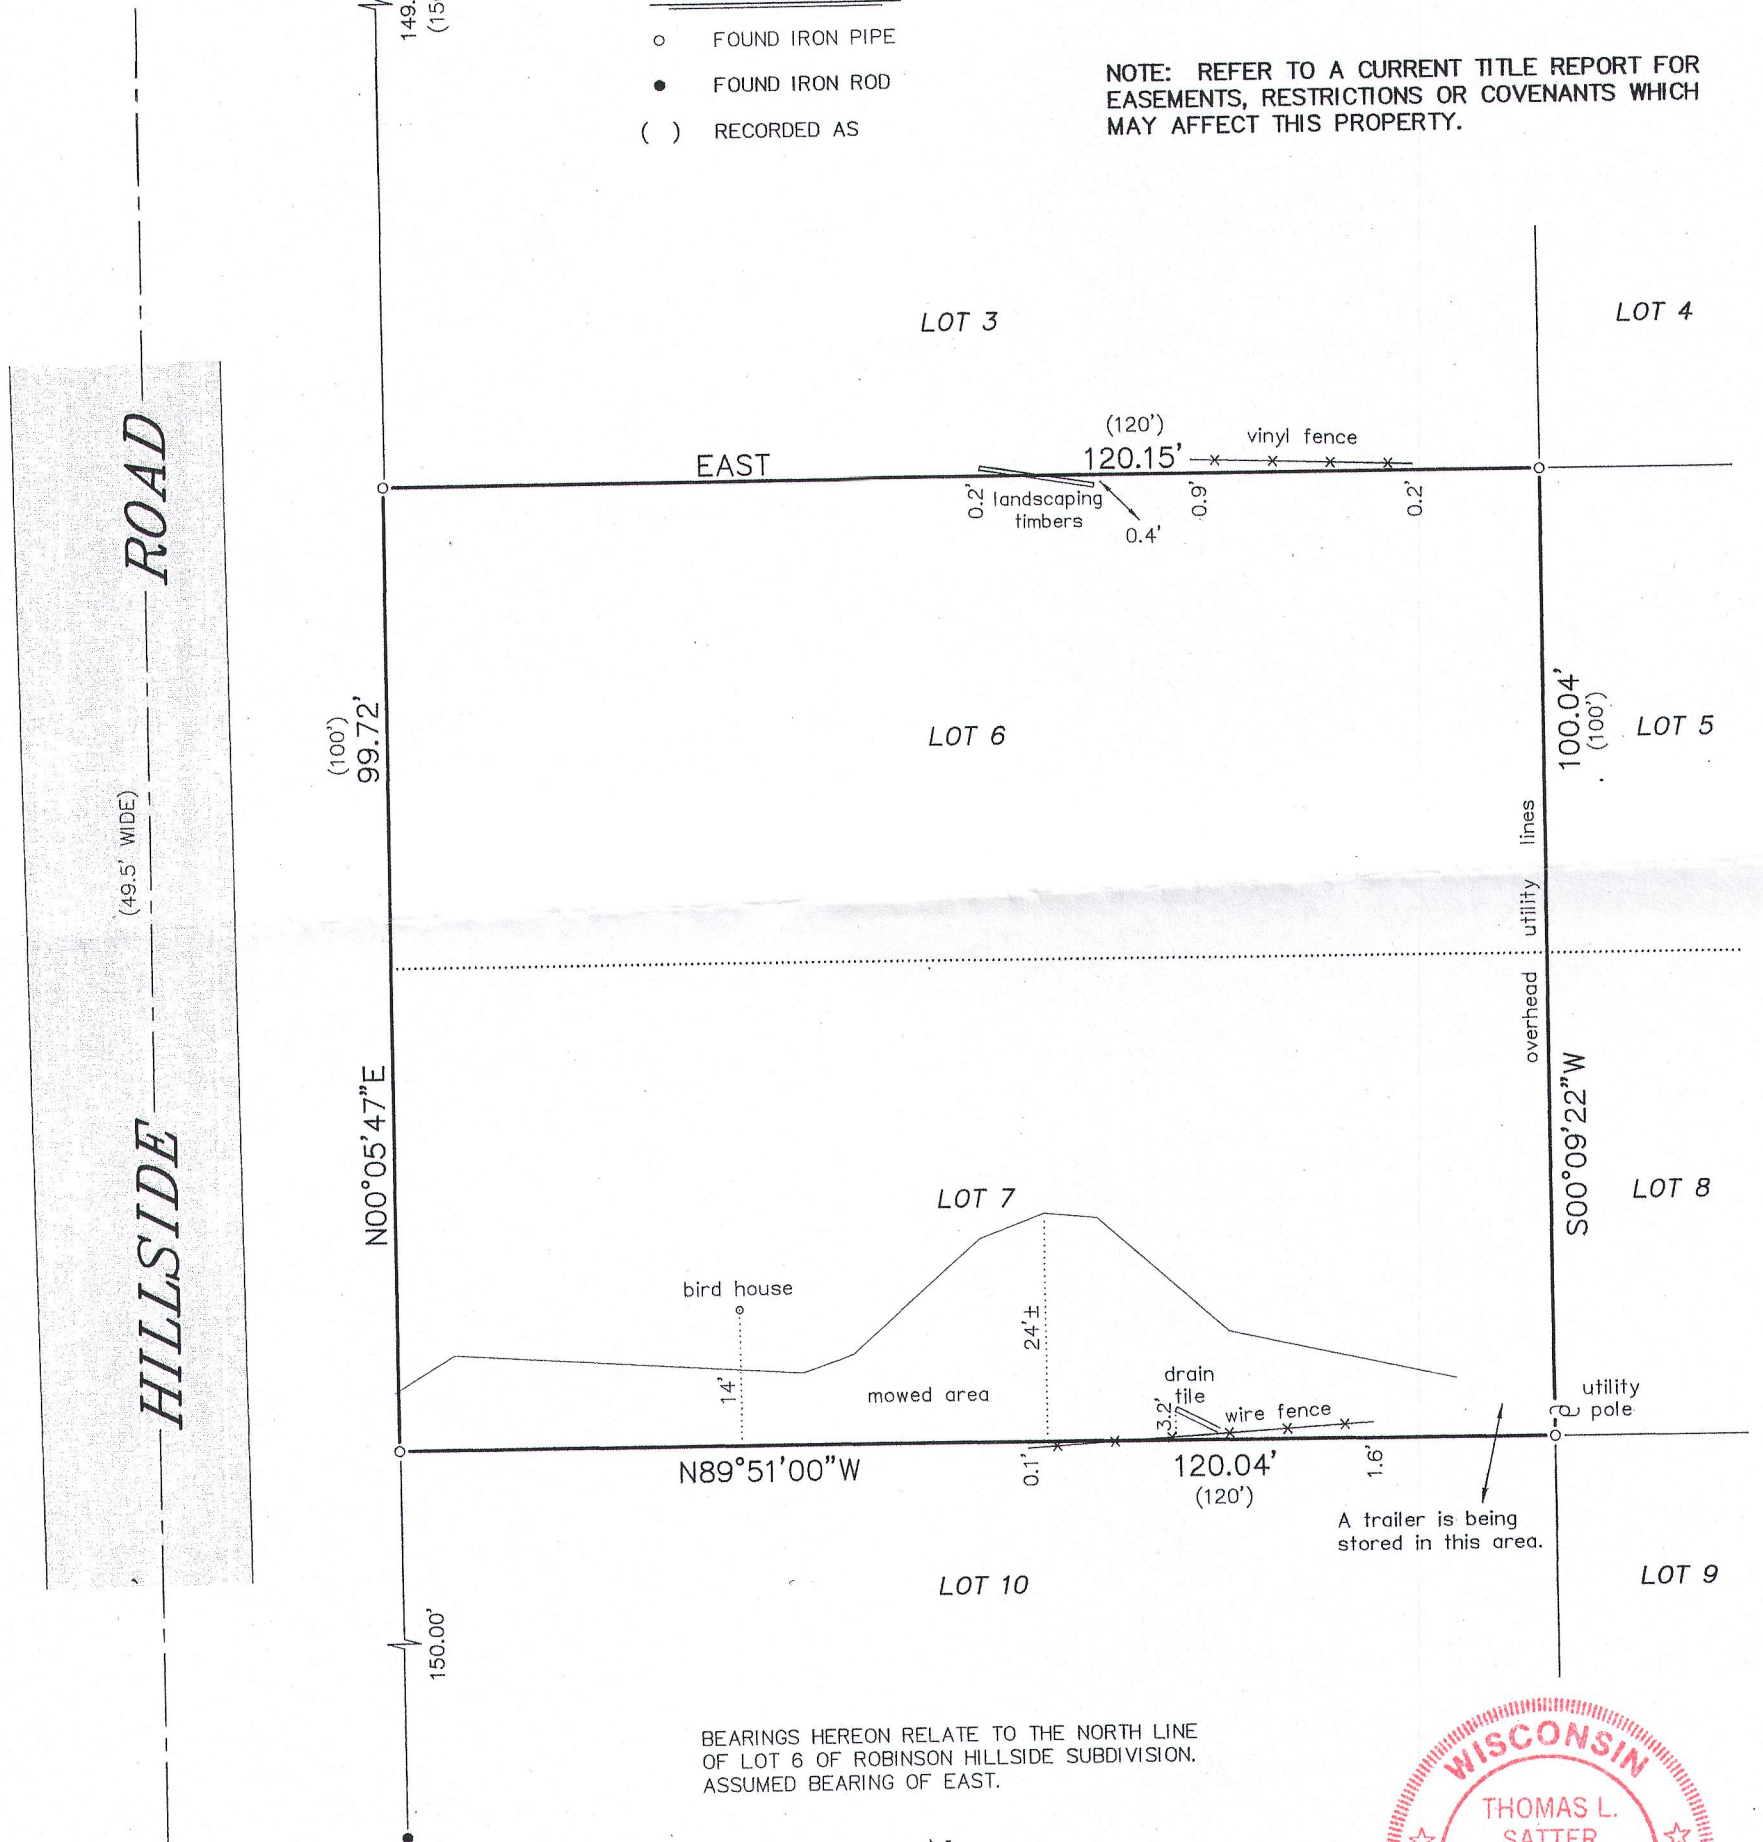 149.
(15
○ FOUND IRON PIPE
● FOUND IRON ROD
( ) RECORDED AS
NOTE: REFER TO A CURRENT TITLE REPORT FOR
EASEMENTS, RESTRICTIONS OR COVENANTS WHICH
MAY AFFECT THIS PROPERTY.
LOT 3
LOT 4
(120')
120.15'
vinyl fence
EAST
0.2'
landscaping
timbers
0.4'
0.9'
0.2'
HILLSIDE ROAD
(49.5' WIDE)
(100')
99.72'
LOT 6
100.04'
(100')
LOT 5
overhead utility lines
N00°05'47"E
S00°09'22"W
LOT 7
LOT 8
bird house
14'
24'±
mowed area
drain
tile
3.2'
wire fence
utility
pole
N89°51'00"W
0.1'
120.04'
(120')
1.6'
A trailer is being
stored in this area.
LOT 10
LOT 9
150.00'
BEARINGS HEREON RELATE TO THE NORTH LINE
OF LOT 6 OF ROBINSON HILLSIDE SUBDIVISION.
ASSUMED BEARING OF EAST.
WISCONSIN
THOMAS L.
SATTER